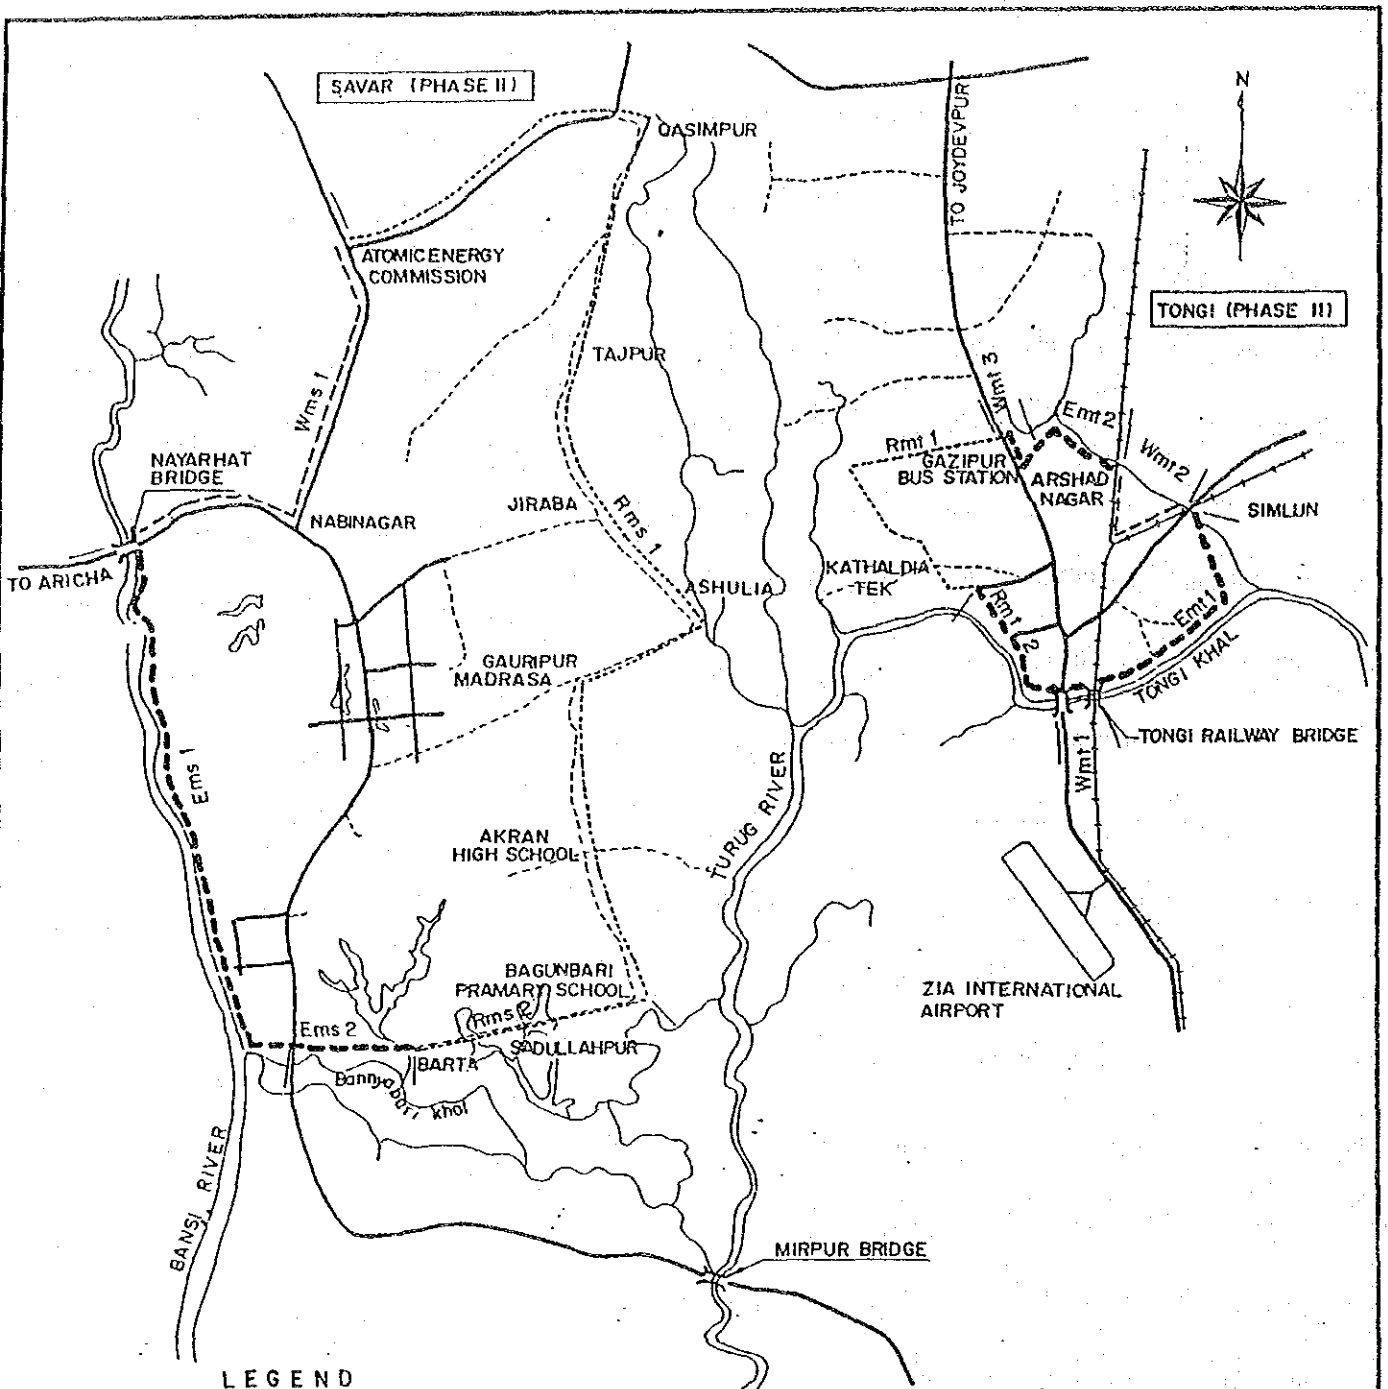 SAVAR (PHASE II)
N
QASIMPUR
TO JOYDEVPUR
ATOMIC ENERGY
COMMISSION
TONGI (PHASE II)
TAJPUR
Wmt 3
Wms 1
Emt 2
Rmt 1
Wmt 2
NAYARHAT
BRIDGE
GAZIPUR
BUS STATION
ARSHAD
NAGAR
JIRABA
Rms 1
NABINAGAR
SIMLUN
TO ARICHA
KATHALDIA
TEK
ASHULIA
Rmt 2
Emt 1
GAURIPUR
MADRASA
TONGI KHAL
TONGI RAILWAY BRIDGE
Ems 1
Wmt 1
TURUG RIVER
AKRAN
HIGH SCHOOL
BAGUNBARI
PRAMARY SCHOOL
ZIA INTERNATIONAL
AIRPORT
Rms 2
Ems 2
SADULLAHPUR
BARTA
Bannyabari khal
BANSI RIVER
MIRPUR BRIDGE
LEGEND